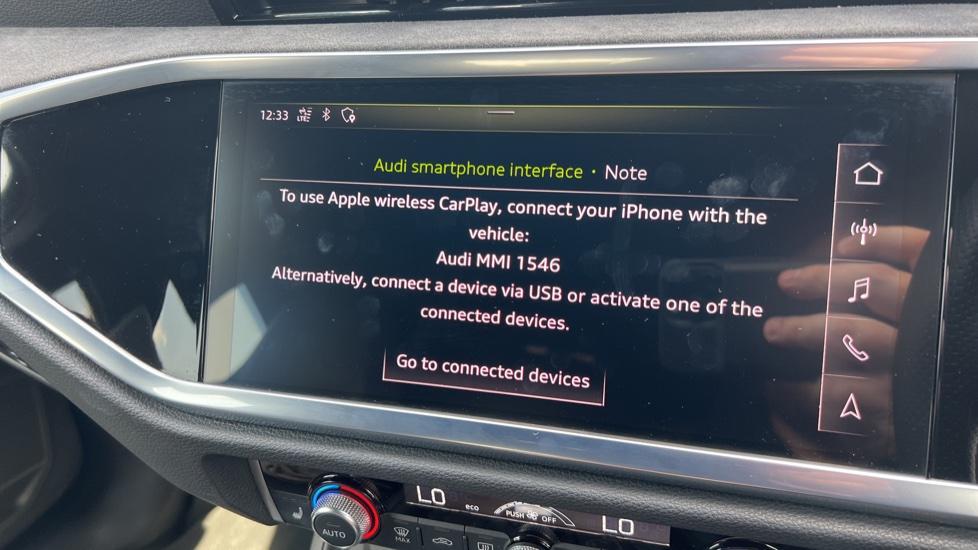 12:33 LTE
Audi smartphone interface · Note
To use Apple wireless CarPlay, connect your iPhone with the
vehicle:
Audi MMI 1546
Alternatively, connect a device via USB or activate one of the
connected devices.
Go to connected devices
LO eco PUSH OFF LO
AUTO MAX